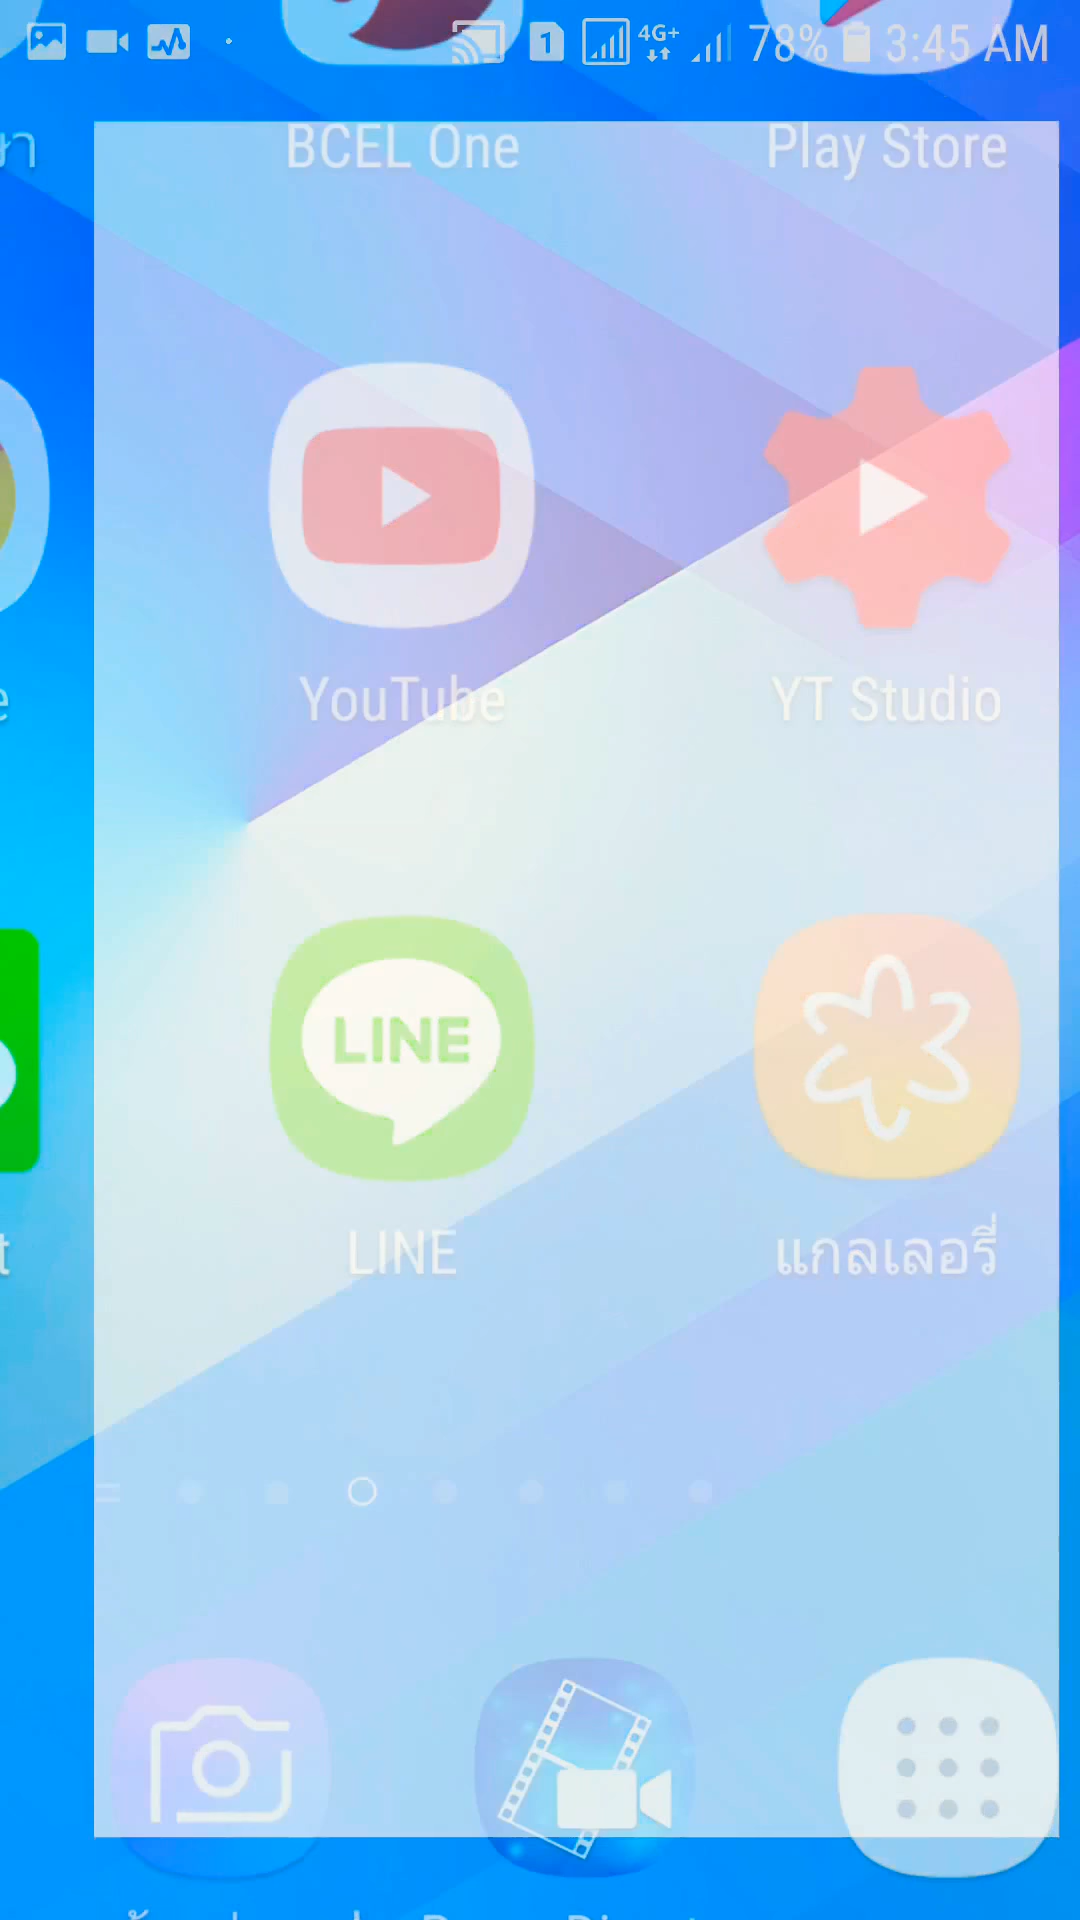 1 4G+ 78% 3:45 AM
BCEL One Play Store
YouTube YT Studio
LINE
LINE แกลเลอรี่